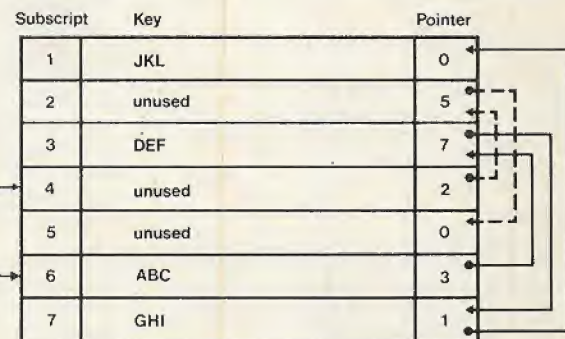 Subscript Key Pointer
1 JKL 0
2 unused 5
3 DEF 7
4 unused 2
5 unused 0
6 ABC 3
7 GHI 1